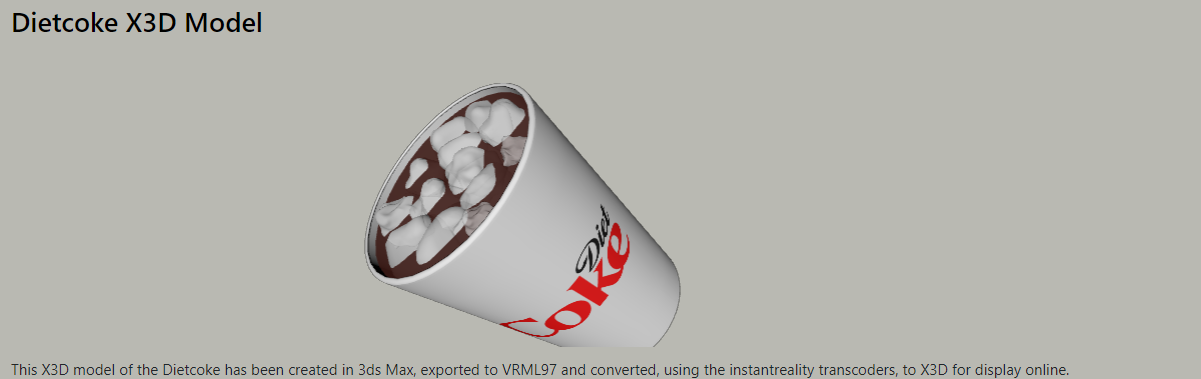 Dietcoke X3D Model
Diet
Coke
This X3D model of the Dietcoke has been created in 3ds Max, exported to VRML97 and converted, using the instantreality transcoders, to X3D for display online.